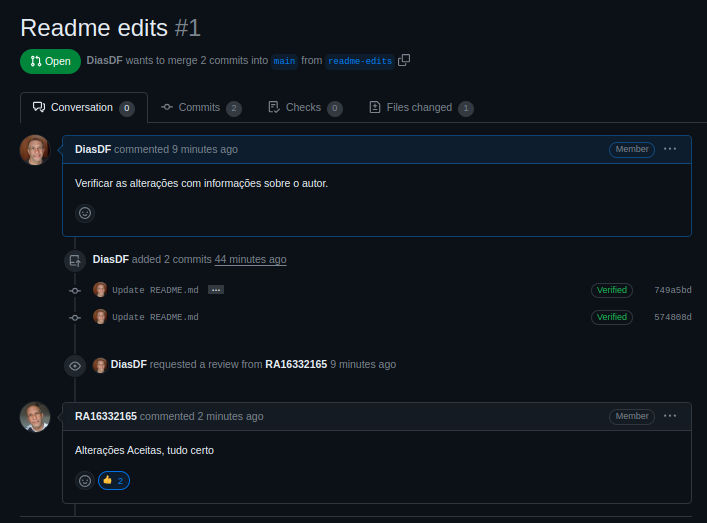 Readme edits #1
Open DiasDF wants to merge 2 commits into main from readme-edits
Conversation 0 Commits 2 Checks 0 Files changed 1
DiasDF commented 9 minutes ago Member ...
Verificar as alterações com informações sobre o autor.
DiasDF added 2 commits 44 minutes ago
Update README.md ... Verified 749a5bd
Update README.md Verified 574808d
DiasDF requested a review from RA16332165 9 minutes ago
RA16332165 commented 2 minutes ago Member ...
Alterações Aceitas, tudo certo
👍 2